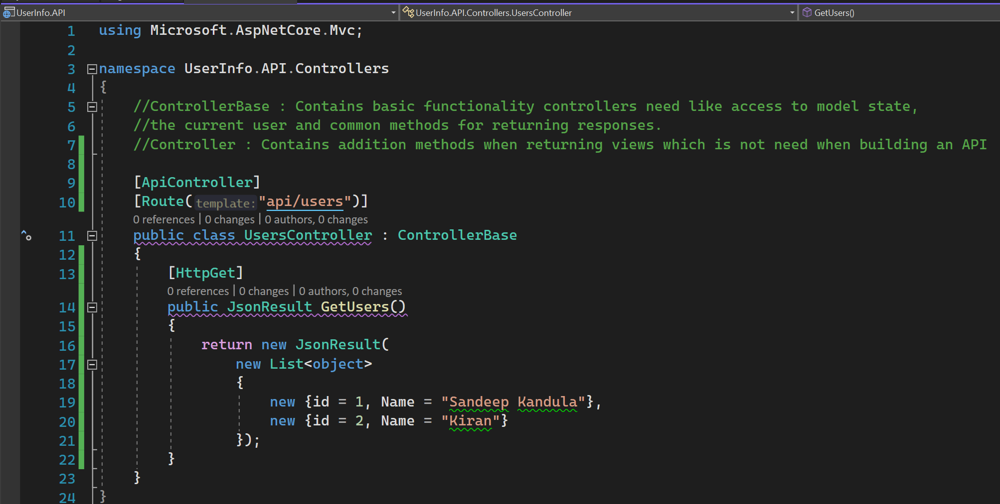 UserInfo.API UserInfo.API.Controllers.UsersController GetUsers()
1 using Microsoft.AspNetCore.Mvc;
2
3 namespace UserInfo.API.Controllers
4 {
5 //ControllerBase : Contains basic functionality controllers need like access to model state,
6 //the current user and common methods for returning responses.
7 //Controller : Contains addition methods when returning views which is not need when building an API
8
9 [ApiController]
10 [Route(template:"api/users")]
0 references | 0 changes | 0 authors, 0 changes
11 public class UsersController : ControllerBase
12 {
13 [HttpGet]
0 references | 0 changes | 0 authors, 0 changes
14 public JsonResult GetUsers()
15 {
16 return new JsonResult(
17 new List<object>
18 {
19 new {id = 1, Name = "Sandeep Kandula"},
20 new {id = 2, Name = "Kiran"}
21 });
22 }
23 }
24 }